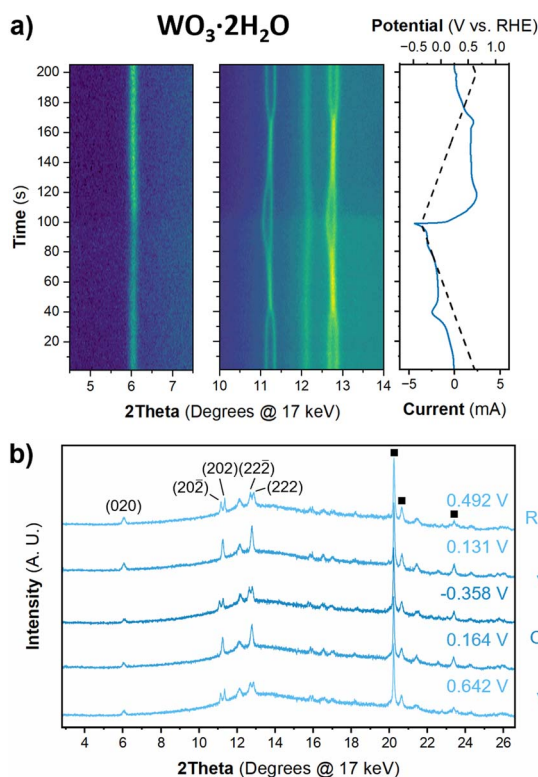 a)
WO₃·2H₂O
Potential (V vs. RHE)
−0.5 0.0 0.5 1.0
200
180
160
140
120
100
80
60
40
20
Time (s)
5 6 7
10 11 12 13 14
−5 0 5
2Theta (Degrees @ 17 keV)
Current (mA)
b)
(202̄)
(202)
(222̄)
(222)
(020)
0.492 V
R
0.131 V
-0.358 V
C
0.164 V
0.642 V
Intensity (A. U.)
4 6 8 10 12 14 16 18 20 22 24 26
2Theta (Degrees @ 17 keV)